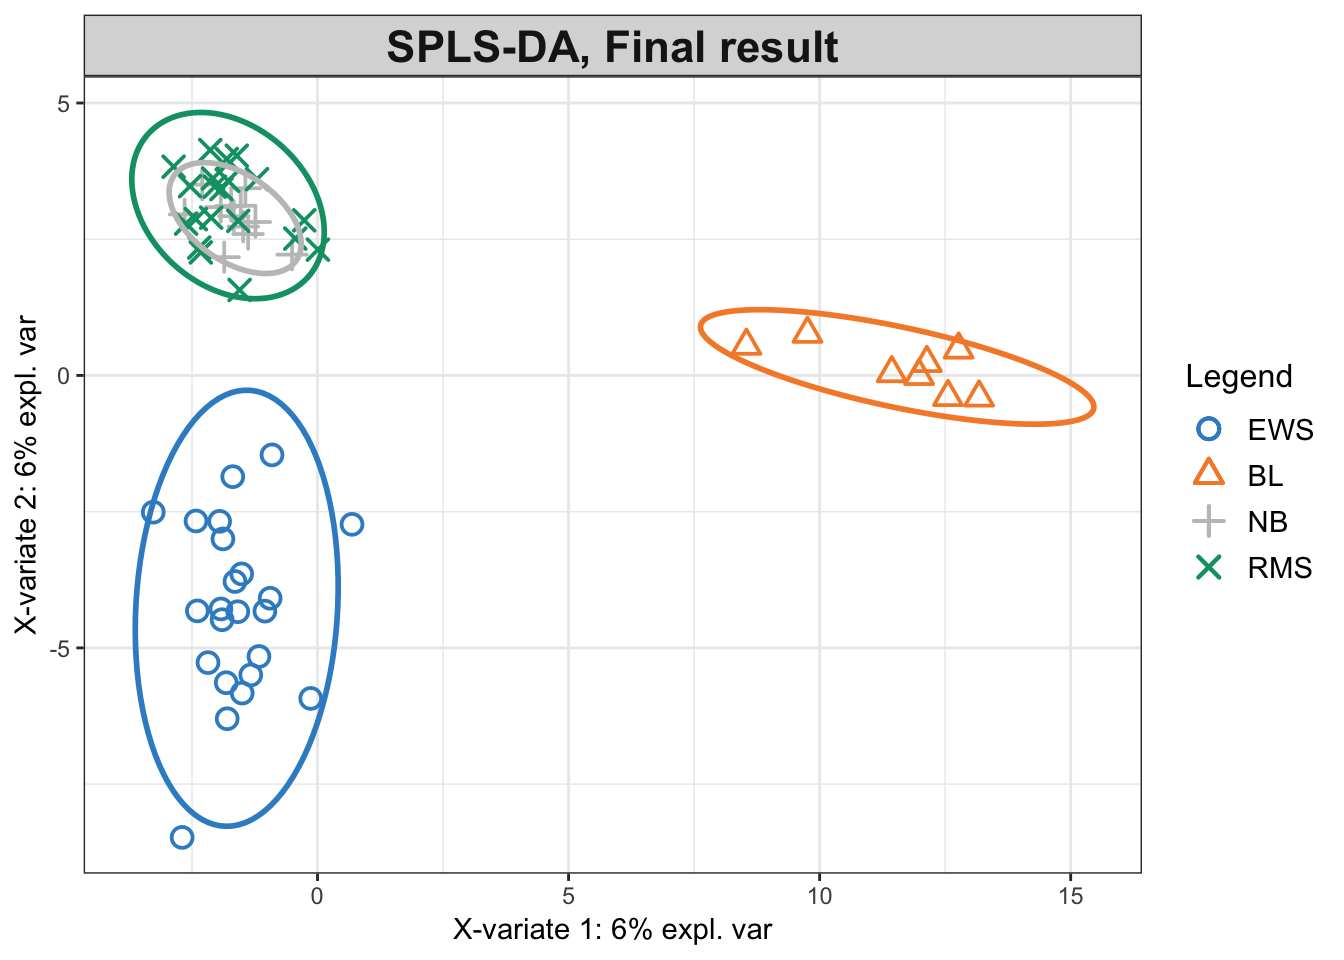 SPLS-DA, Final result
5
0
-5
X-variate 2: 6% expl. var
0
5
10
15
X-variate 1: 6% expl. var
Legend
EWS
BL
NB
RMS